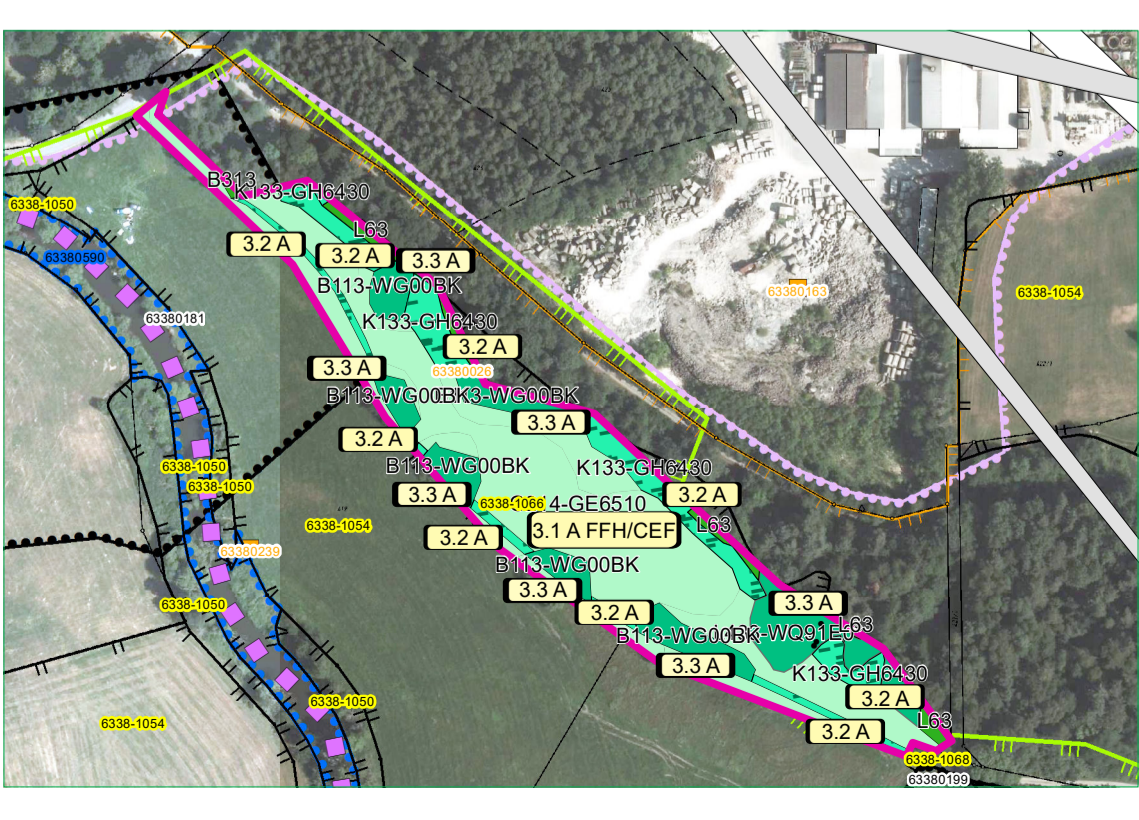 B313
K133-GH6430
6338-1050
L63
3.2 A
3.2 A
3.3 A
63380590
B113-WG00BK
63380163
6338-1054
63380181
K133-GH6430
3.2 A
3.3 A
63380026
B113-WG00BK
3.2 A
3.3 A
B113-WG00BK
6338-1050
K133-GH6430
6338-1050
3.3 A
3.2 A
6338-1066
4-GE6510
6338-1054
L63
3.1 A FFH/CEF
3.2 A
63380239
B113-WG00BK
3.3 A
6338-1050
3.2 A
3.3 A
L63
B113-WG00BK
3.3 A
K133-GH6430
3.2 A
6338-1050
6338-1054
L63
3.2 A
6338-1068
63380199